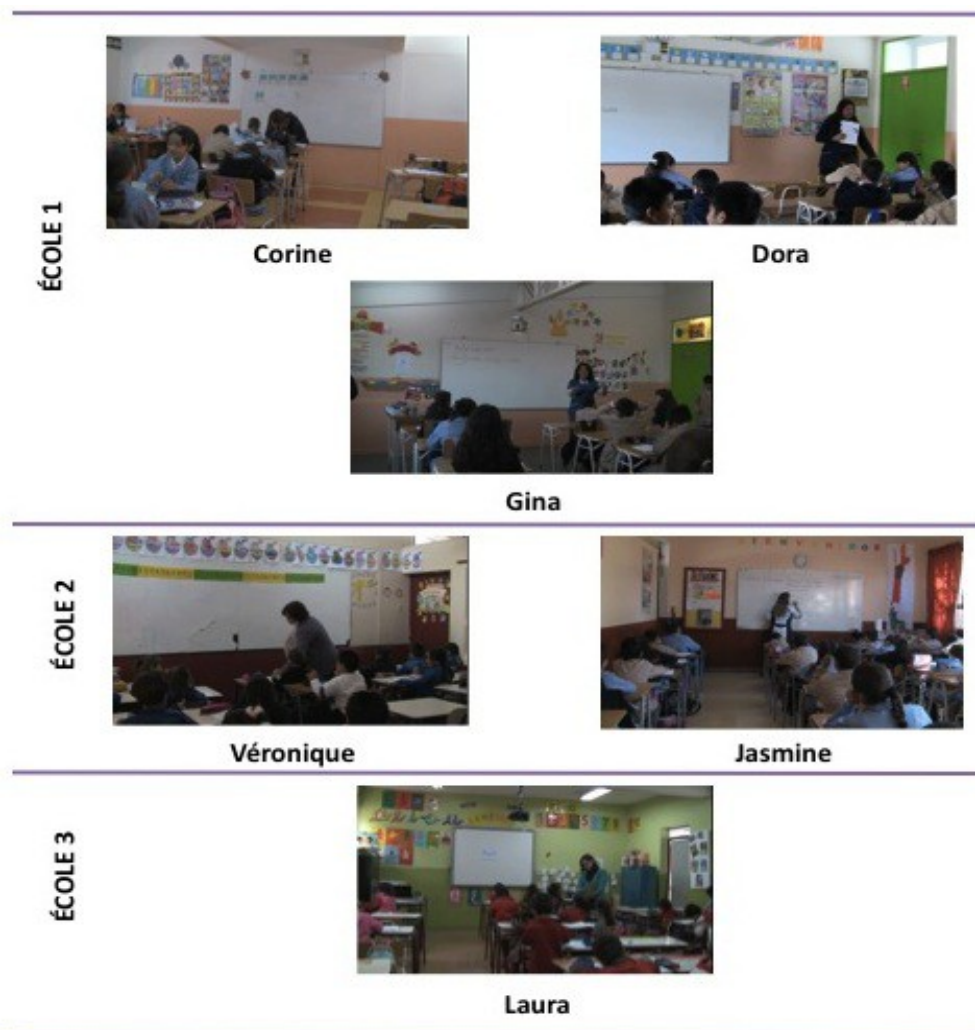 ÉCOLE 1
Corine
Dora
Gina
ÉCOLE 2
Véronique
Jasmine
ÉCOLE 3
Laura